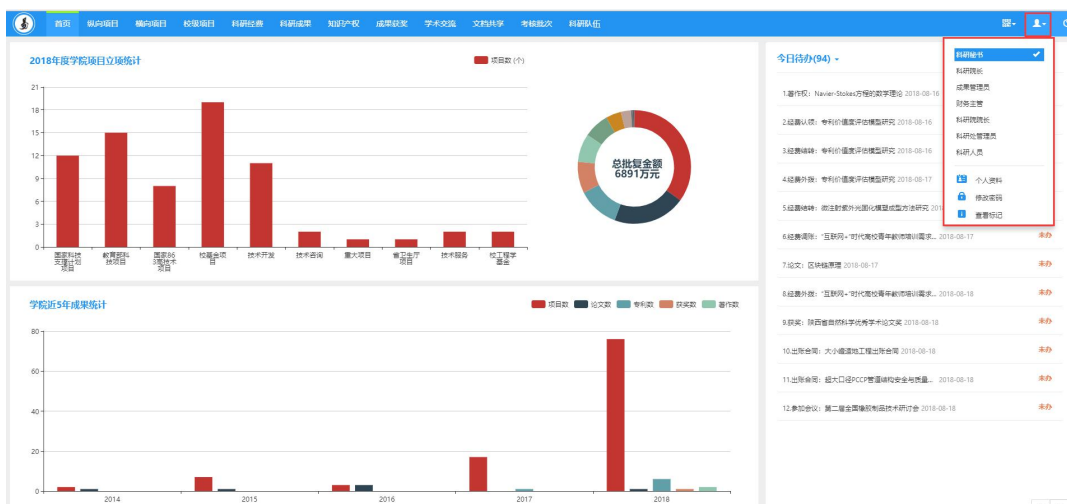 首页 纵向项目 横向项目 校级项目 科研经费 科研成果 知识产权 成果获奖 学术交流 文档共享 考核批次 科研队伍
2018年度学院项目立项统计
项目数 (个)
21
18
15
12
9
6
3
0
国家科技支撑计划项目
教育部科技项目
国家863高技术项目
校基金项目
技术开发
技术咨询
重大项目
省卫生厅项目
技术服务
校工程学基金
总批复金额
6891万元
学院近5年成果统计
项目数 论文数 专利数 获奖数 著作数
80
60
40
20
0
2014 2015 2016 2017 2018
今日待办(94)
1.著作权：Navier-Stokes方程的数学理论 2018-08-16
2.经费认领：专利价值度评估模型研究 2018-08-16
3.经费结转：专利价值度评估模型研究 2018-08-16
4.经费外拨：专利价值度评估模型研究 2018-08-17
5.经费结转：微注射紫外光固化模塑成型方法研究 201
6.经费调账："互联网+"时代高校青年教师培训需求... 2018-08-17 未办
7.论文：区块链原理 2018-08-17 未办
8.经费外拨："互联网+"时代高校青年教师培训需求... 2018-08-18 未办
9.获奖：陕西省自然科学优秀学术论文奖 2018-08-18 未办
10.出账合同：大小雁塔地工程出账合同 2018-08-18 未办
11.出账合同：超大口径PCCP管道结构安全与质量... 2018-08-18 未办
12.参加会议：第二届全国橡胶制品技术研讨会 2018-08-18 未办
科研秘书
科研院长
成果管理员
财务主管
科研院院长
科研处管理员
科研人员
个人资料
修改密码
查看标记